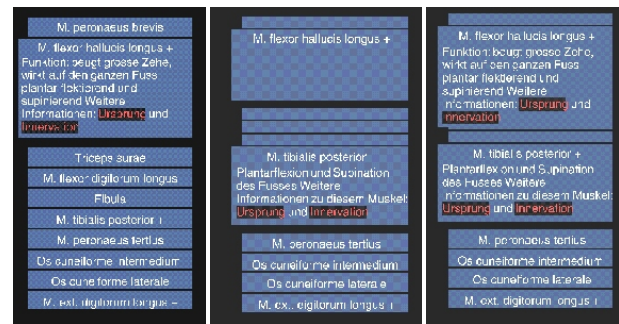 M. peronaeus brevis
M. flexor hallucis longus +
Funktion: beugt grosse Zehe,
wirkt auf den ganzen Fuss
plantar flektierend und
supinierend Weitere
Informationen: Ursprung und
Innervation
Triceps surae
M. flexor digitorum longus
Fibula
M. tibialis posterior +
M. peronaeus tertius
Os cuneiforme intermedium
Os cuneiforme laterale
M. ext. digitorum longus +
M. flexor hallucis longus +
M. tibialis posterior
Plantarflexion und Supination
des Fusses Weitere
Informationen zu diesem Muskel:
Ursprung und Innervation
M. peronaeus tertius
Os cuneiforme intermedium
Os cuneiforme laterale
M. ext. digitorum longus +
M. flexor hallucis longus +
Funktion: beugt grosse Zehe,
wirkt auf den ganzen Fuss
plantar flektierend und
supinierend Weitere
Informationen: Ursprung und
Innervation
M. tibialis posterior +
Plantarflexion und Supination
des Fusses Weitere
Informationen zu diesem Muskel:
Ursprung und Innervation
M. peronaeus tertius
Os cuneiforme intermedium
Os cuneiforme laterale
M. ext. digitorum longus +